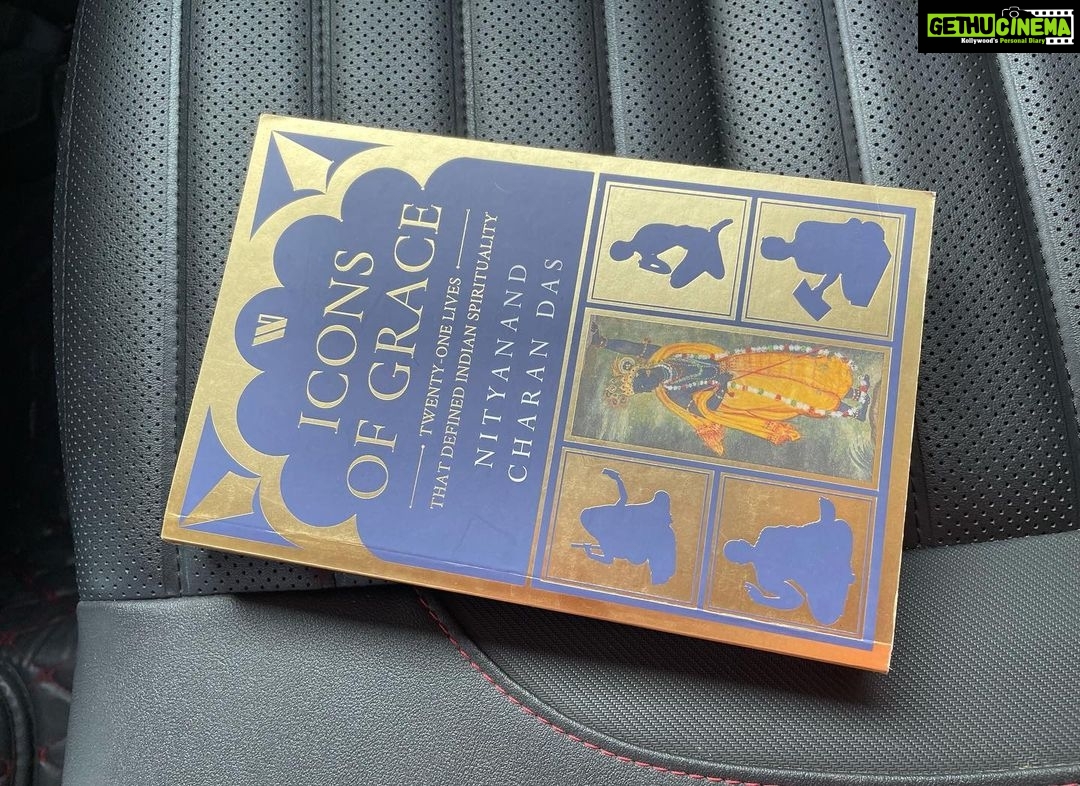 GETHUCINEMA
Kollywood's Personal Diary
W
ICONS
OF GRACE
TWENTY-ONE LIVES
THAT DEFINED INDIAN SPIRITUALITY
NITYANAND
CHARAN DAS